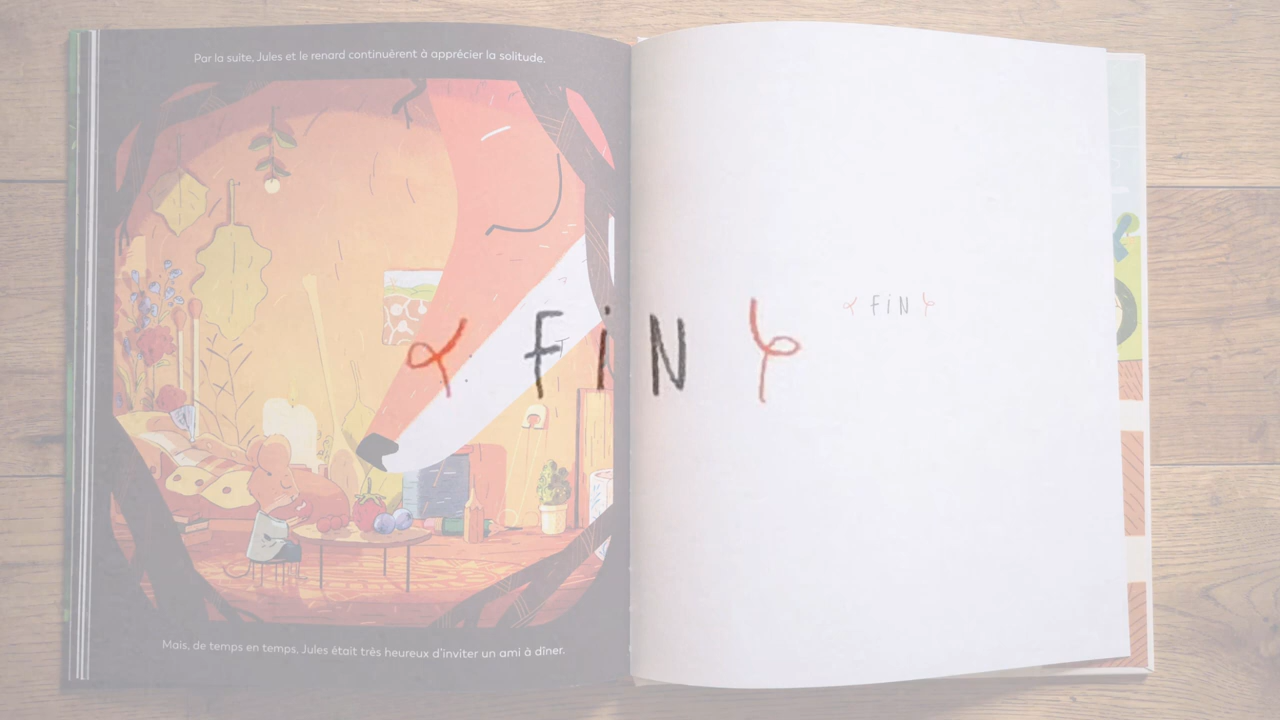 Par la suite, Jules et le renard continuèrent à apprécier la solitude.
FiN
FiN
Mais, de temps en temps, Jules était très heureux d'inviter un ami à dîner.